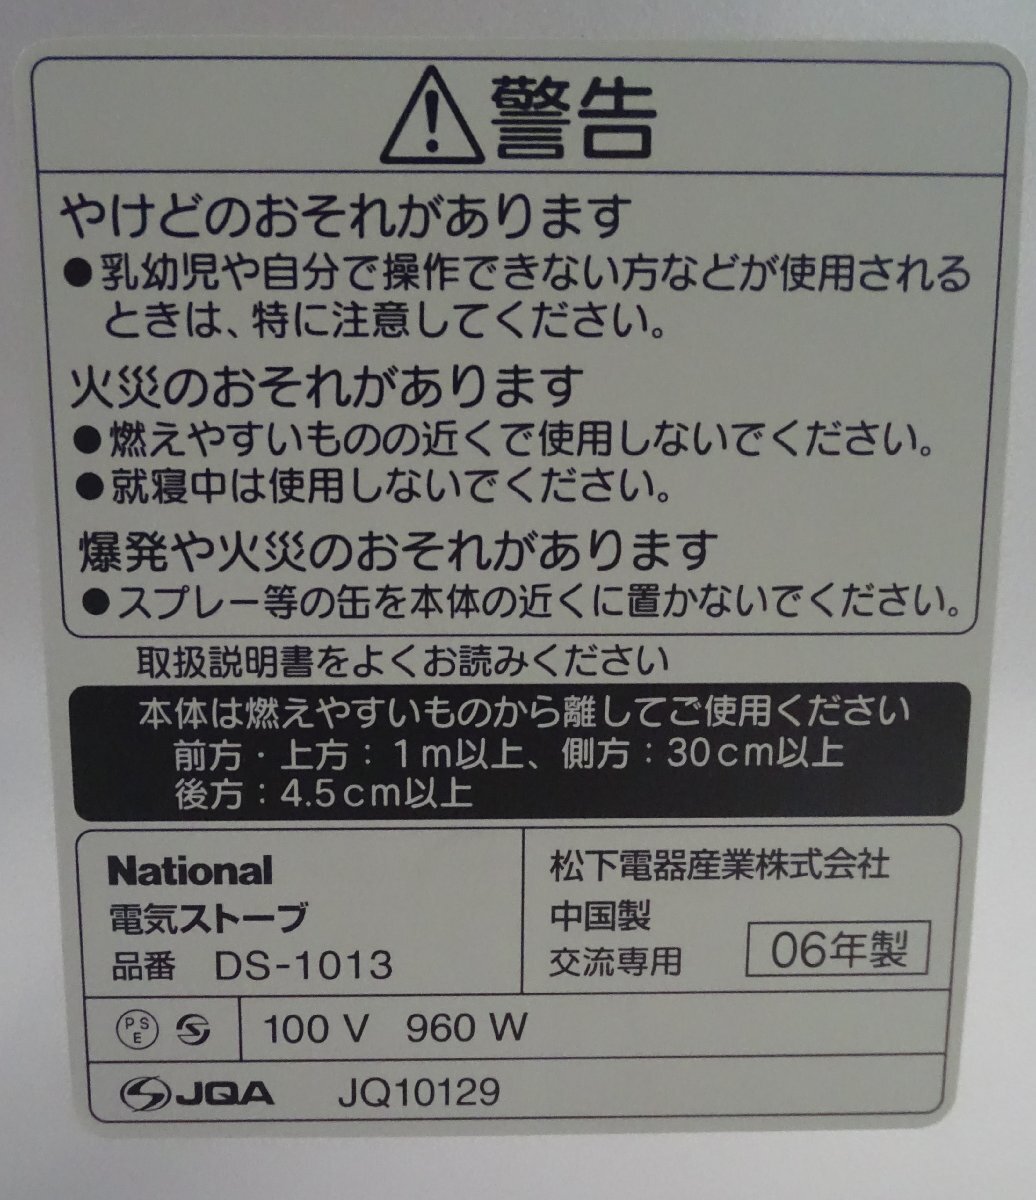 警告
やけどのおそれがあります
●乳幼児や自分で操作できない方などが使用される
ときは、特に注意してください。
火災のおそれがあります
●燃えやすいものの近くで使用しないでください。
●就寝中は使用しないでください。
爆発や火災のおそれがあります
●スプレー等の缶を本体の近くに置かないでください。
取扱説明書をよくお読みください
本体は燃えやすいものから離してご使用ください
前方・上方：1m以上、側方：30cm以上
後方：4.5cm以上
National
電気ストーブ
品番 DS-1013
松下電器産業株式会社
中国製
交流専用
06年製
PSE
100 V 960 W
JQA JQ10129